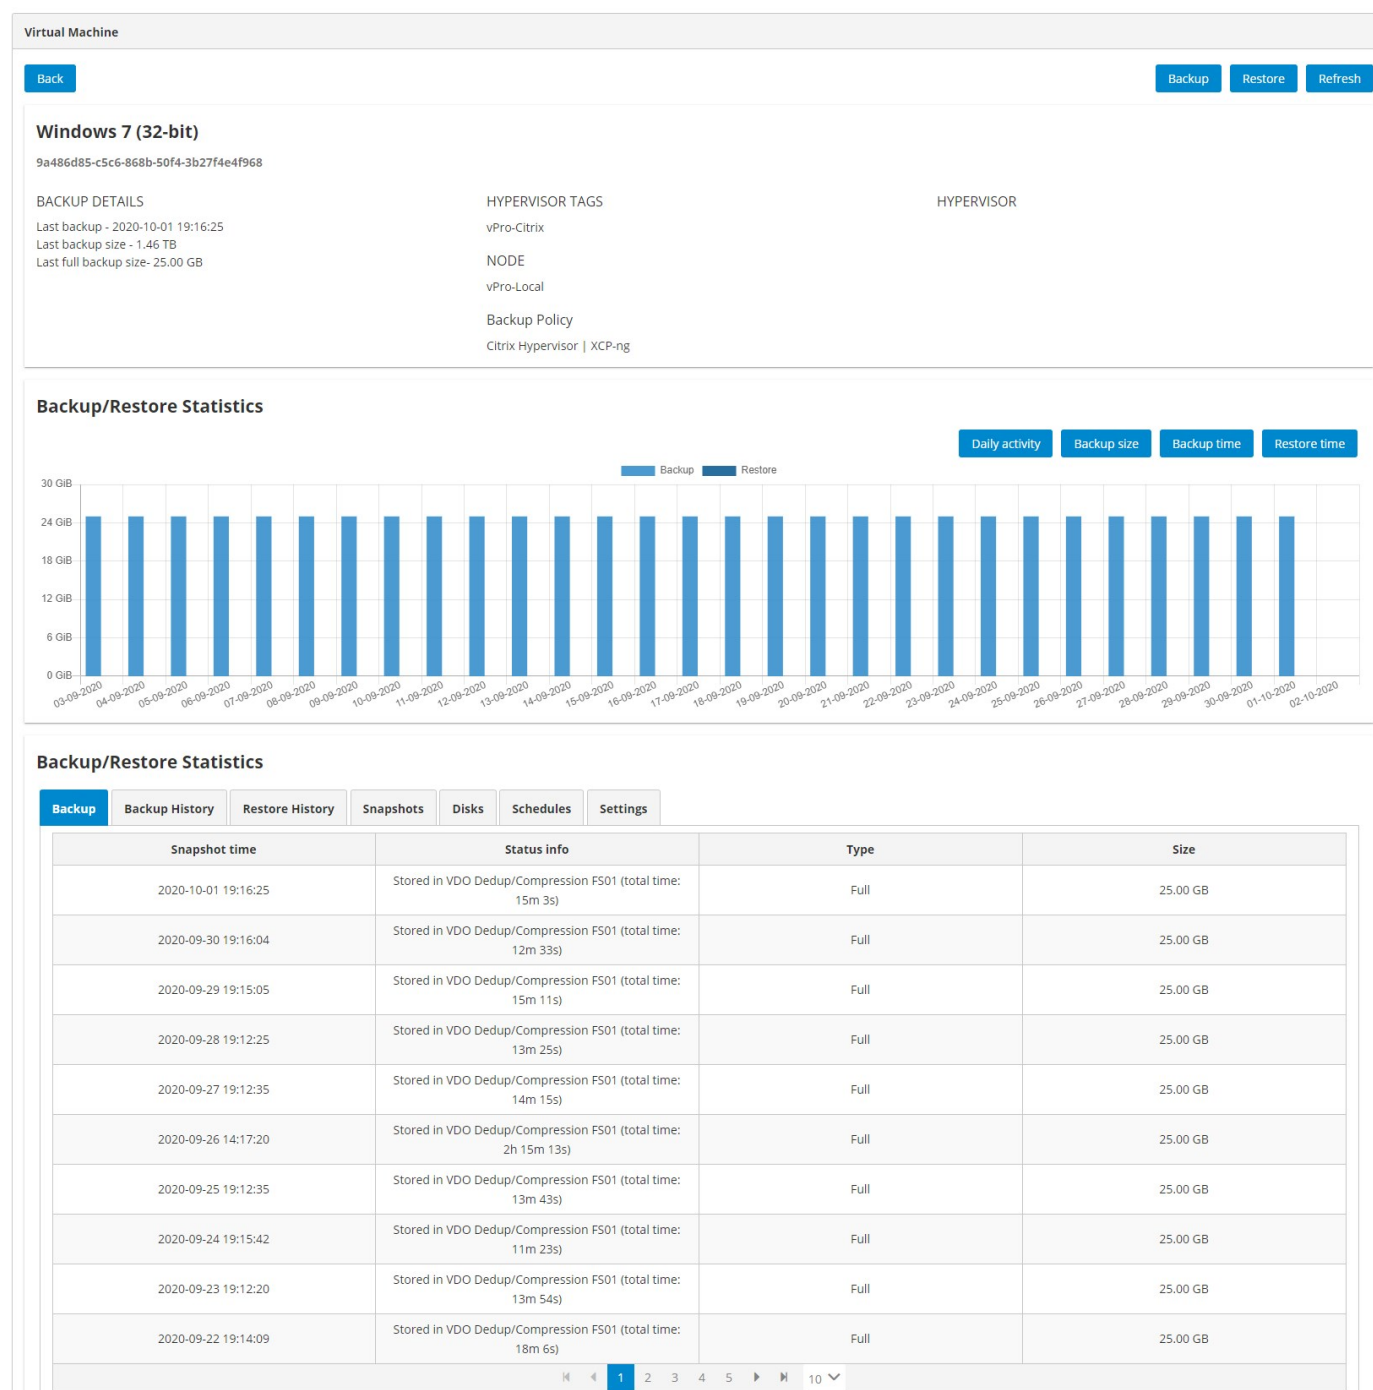 Virtual Machine
Back
Backup Restore Refresh
Windows 7 (32-bit)
9a486d85-c5c6-868b-50f4-3b27f4e4f968
BACKUP DETAILS
Last backup - 2020-10-01 19:16:25
Last backup size - 1.46 TB
Last full backup size- 25.00 GB
HYPERVISOR TAGS
vPro-Citrix
NODE
vPro-Local
Backup Policy
Citrix Hypervisor | XCP-ng
HYPERVISOR
Backup/Restore Statistics
Daily activity Backup size Backup time Restore time
Backup Restore
30 GiB
24 GiB
18 GiB
12 GiB
6 GiB
0 GiB
03-09-2020 04-09-2020 05-09-2020 06-09-2020 07-09-2020 08-09-2020 09-09-2020 10-09-2020 11-09-2020 12-09-2020 13-09-2020 14-09-2020 15-09-2020 16-09-2020 17-09-2020 18-09-2020 19-09-2020 20-09-2020 21-09-2020 22-09-2020 23-09-2020 24-09-2020 25-09-2020 26-09-2020 27-09-2020 28-09-2020 29-09-2020 30-09-2020 01-10-2020 02-10-2020
Backup/Restore Statistics
Backup Backup History Restore History Snapshots Disks Schedules Settings
Snapshot time Status info Type Size
2020-10-01 19:16:25 Stored in VDO Dedup/Compression FS01 (total time:
15m 3s) Full 25.00 GB
2020-09-30 19:16:04 Stored in VDO Dedup/Compression FS01 (total time:
12m 33s) Full 25.00 GB
2020-09-29 19:15:05 Stored in VDO Dedup/Compression FS01 (total time:
15m 11s) Full 25.00 GB
2020-09-28 19:12:25 Stored in VDO Dedup/Compression FS01 (total time:
13m 25s) Full 25.00 GB
2020-09-27 19:12:35 Stored in VDO Dedup/Compression FS01 (total time:
14m 15s) Full 25.00 GB
2020-09-26 14:17:20 Stored in VDO Dedup/Compression FS01 (total time:
2h 15m 13s) Full 25.00 GB
2020-09-25 19:12:35 Stored in VDO Dedup/Compression FS01 (total time:
13m 43s) Full 25.00 GB
2020-09-24 19:15:42 Stored in VDO Dedup/Compression FS01 (total time:
11m 23s) Full 25.00 GB
2020-09-23 19:12:20 Stored in VDO Dedup/Compression FS01 (total time:
13m 54s) Full 25.00 GB
2020-09-22 19:14:09 Stored in VDO Dedup/Compression FS01 (total time:
18m 6s) Full 25.00 GB
1 2 3 4 5 10